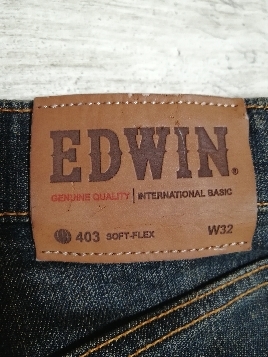 EDWIN®
GENUINE QUALITY | INTERNATIONAL BASIC
403 SOFT-FLEX W32